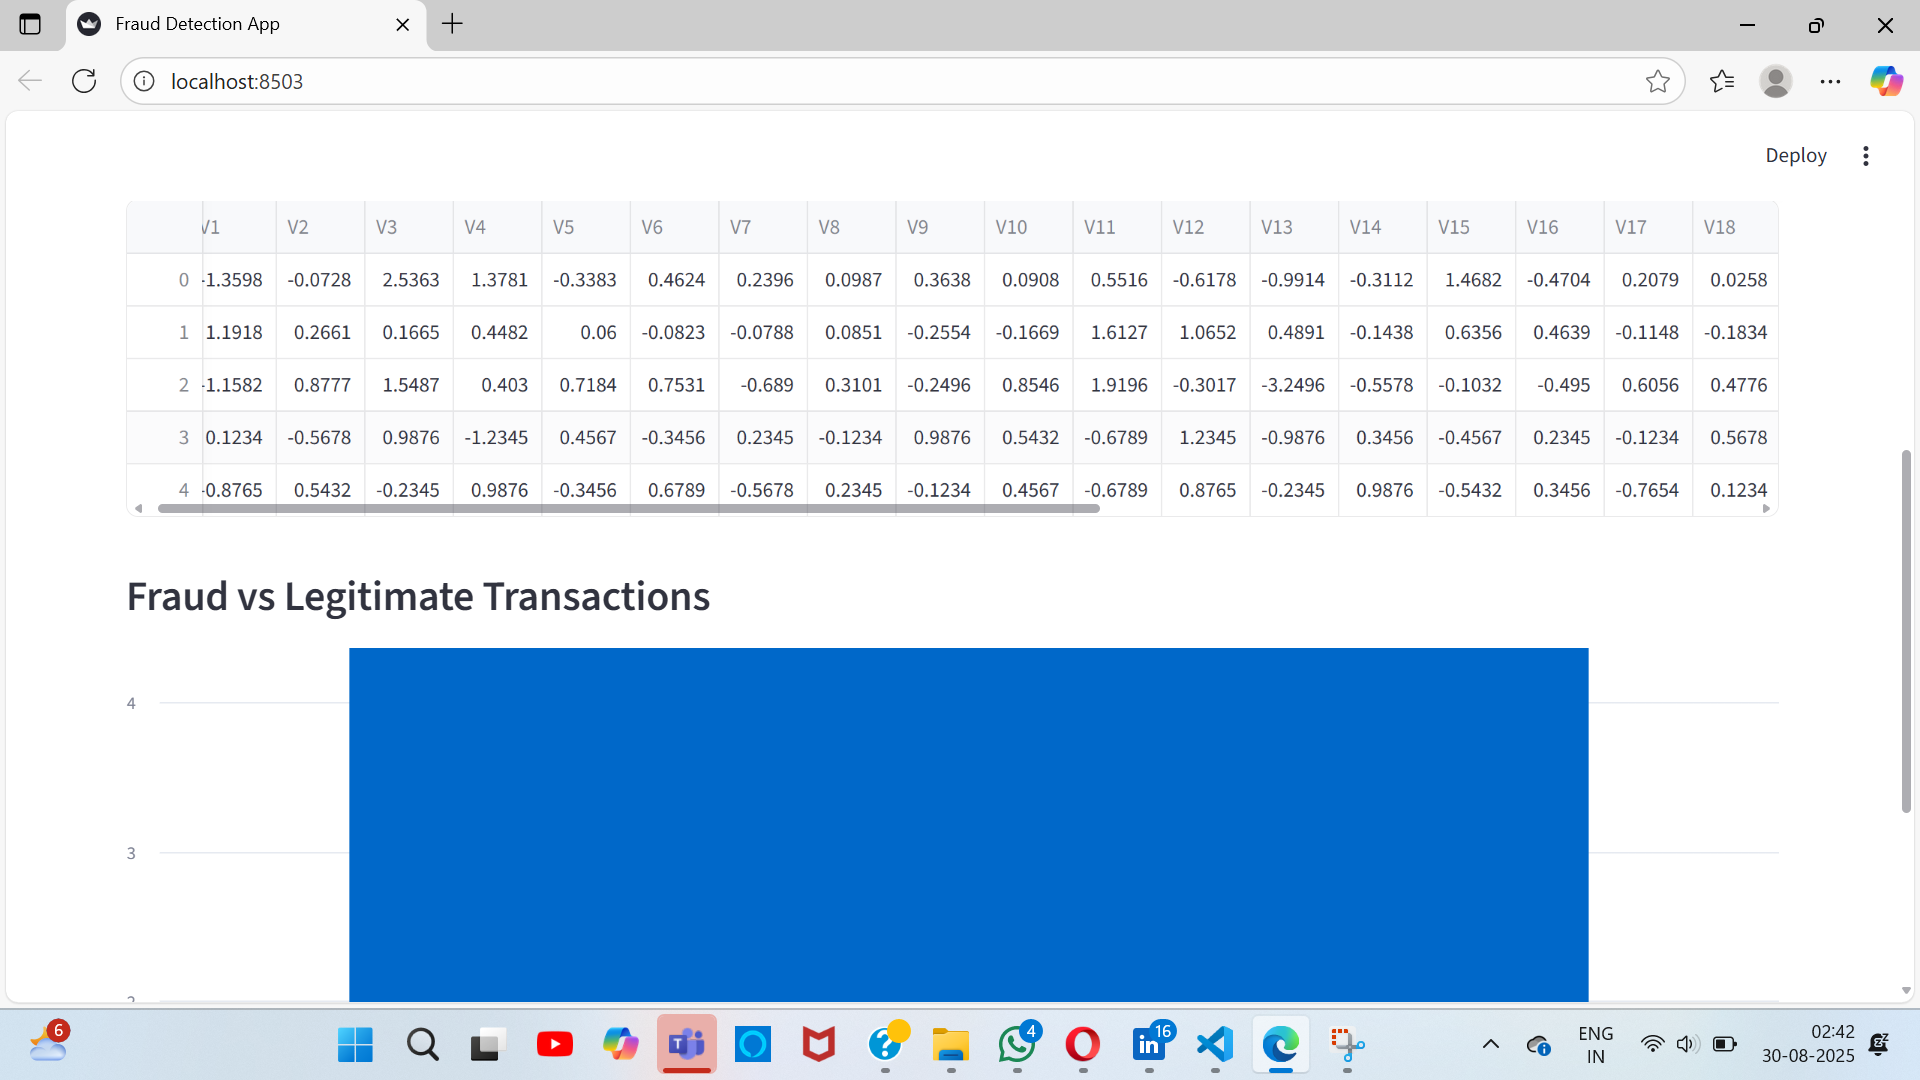 Fraud Detection App
localhost:8503
Deploy
V1 V2 V3 V4 V5 V6 V7 V8 V9 V10 V11 V12 V13 V14 V15 V16 V17 V18
0 -1.3598 -0.0728 2.5363 1.3781 -0.3383 0.4624 0.2396 0.0987 0.3638 0.0908 0.5516 -0.6178 -0.9914 -0.3112 1.4682 -0.4704 0.2079 0.0258
1 1.1918 0.2661 0.1665 0.4482 0.06 -0.0823 -0.0788 0.0851 -0.2554 -0.1669 1.6127 1.0652 0.4891 -0.1438 0.6356 0.4639 -0.1148 -0.1834
2 -1.1582 0.8777 1.5487 0.403 0.7184 0.7531 -0.689 0.3101 -0.2496 0.8546 1.9196 -0.3017 -3.2496 -0.5578 -0.1032 -0.495 0.6056 0.4776
3 0.1234 -0.5678 0.9876 -1.2345 0.4567 -0.3456 0.2345 -0.1234 0.9876 0.5432 -0.6789 1.2345 -0.9876 0.3456 -0.4567 0.2345 -0.1234 0.5678
4 -0.8765 0.5432 -0.2345 0.9876 -0.3456 0.6789 -0.5678 0.2345 -0.1234 0.4567 -0.6789 0.8765 -0.2345 0.9876 -0.5432 0.3456 -0.7654 0.1234
Fraud vs Legitimate Transactions
4
3
2
6
4
16
ENG
IN
02:42
30-08-2025